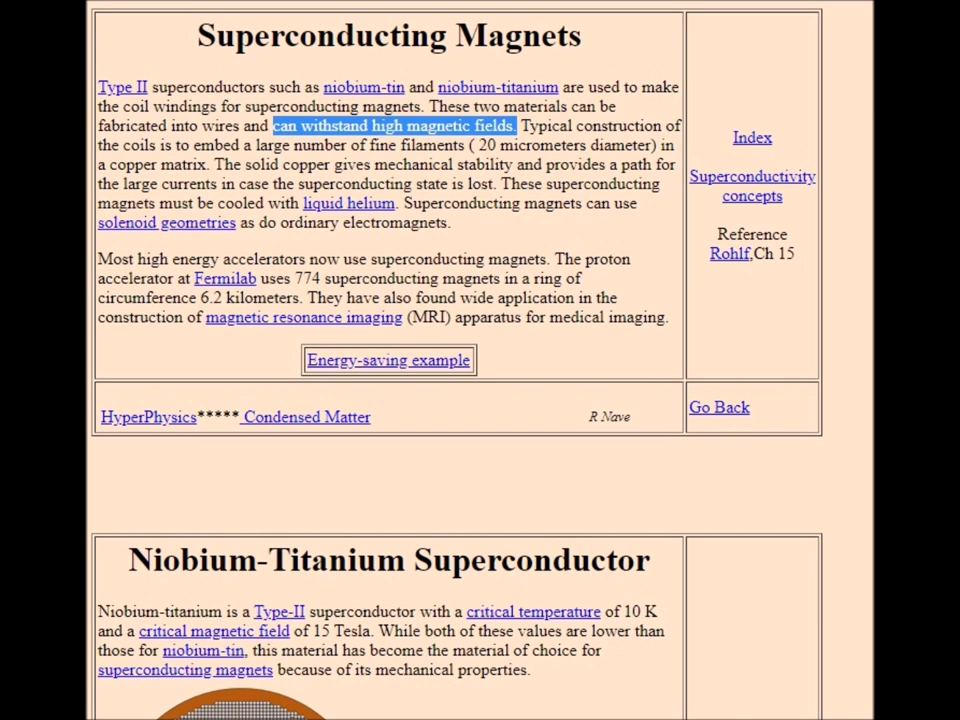 Superconducting Magnets
Type II superconductors such as niobium-tin and niobium-titanium are used to make
the coil windings for superconducting magnets. These two materials can be
fabricated into wires and can withstand high magnetic fields. Typical construction of
the coils is to embed a large number of fine filaments ( 20 micrometers diameter) in
a copper matrix. The solid copper gives mechanical stability and provides a path for
the large currents in case the superconducting state is lost. These superconducting
magnets must be cooled with liquid helium. Superconducting magnets can use
solenoid geometries as do ordinary electromagnets.
Most high energy accelerators now use superconducting magnets. The proton
accelerator at Fermilab uses 774 superconducting magnets in a ring of
circumference 6.2 kilometers. They have also found wide application in the
construction of magnetic resonance imaging (MRI) apparatus for medical imaging.
Energy-saving example
Index
Superconductivity
concepts
Reference
Rohlf,Ch 15
HyperPhysics***** Condensed Matter
R Nave
Go Back
Niobium-Titanium Superconductor
Niobium-titanium is a Type-II superconductor with a critical temperature of 10 K
and a critical magnetic field of 15 Tesla. While both of these values are lower than
those for niobium-tin, this material has become the material of choice for
superconducting magnets because of its mechanical properties.